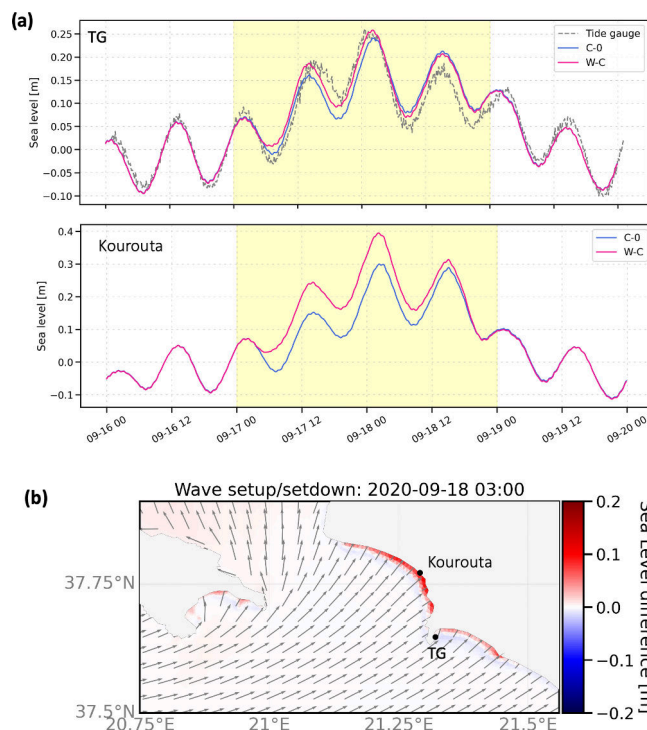 (a)
TG
Tide gauge
C-0
W-C
Sea level [m]
0.25
0.20
0.15
0.10
0.05
0.00
−0.05
−0.10
Kourouta
C-0
W-C
Sea level [m]
0.4
0.3
0.2
0.1
0.0
−0.1
09-16 00
09-16 12
09-17 00
09-17 12
09-18 00
09-18 12
09-19 00
09-19 12
09-20 00
(b)
Wave setup/setdown: 2020-09-18 03:00
Kourouta
TG
37.75°N
37.5°N
20.75°E
21°E
21.25°E
21.5°E
0.2
0.1
0.0
−0.1
−0.2
Sea Level difference